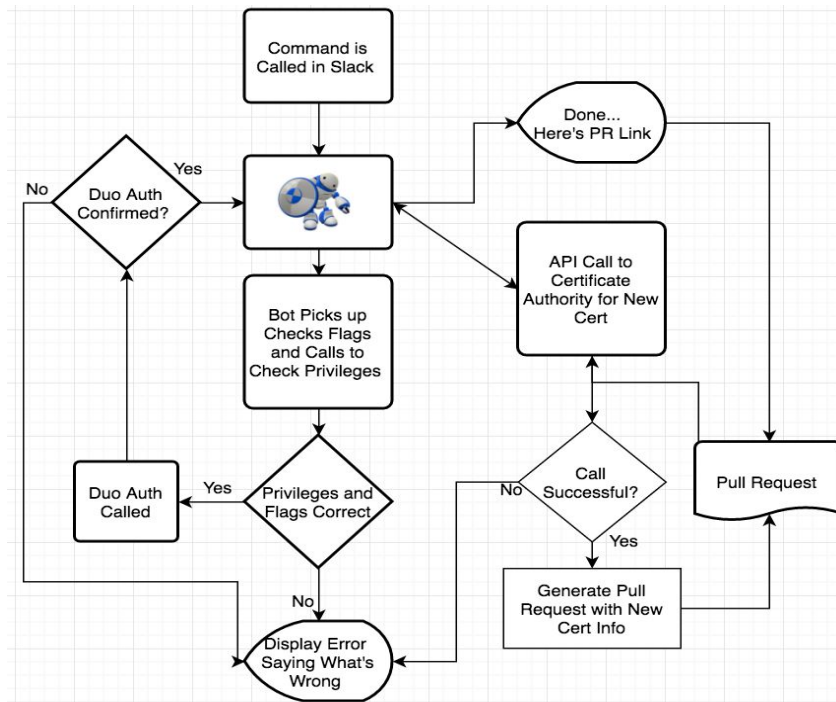 Command is
Called in Slack
Done...
Here's PR Link
No
Yes
Duo Auth
Confirmed?
API Call to
Certificate
Authority for New
Cert
Bot Picks up
Checks Flags
and Calls to
Check Privileges
Duo Auth
Called
Yes
Privileges and
Flags Correct
No
Call
Successful?
Pull Request
Yes
No
Generate Pull
Request with New
Cert Info
Display Error
Saying What's
Wrong